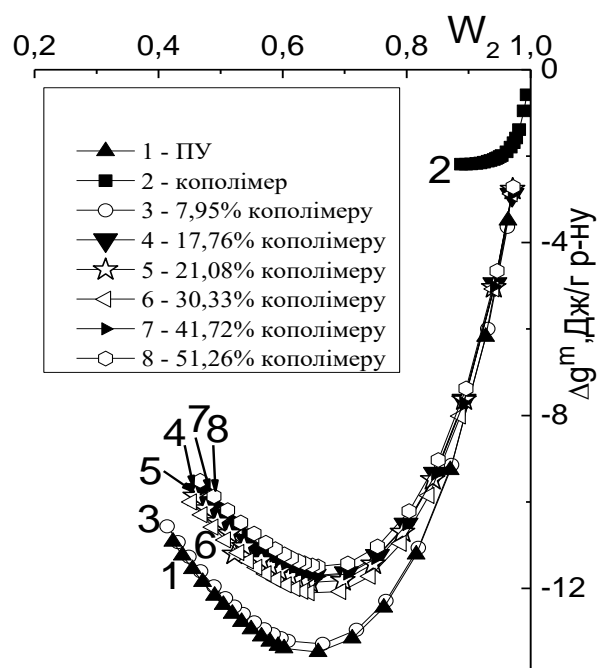 W2
0,2 0,4 0,6 0,8 1,0
0
1 - ПУ
2 - кополімер
3 - 7,95% кополімеру
4 - 17,76% кополімеру
5 - 21,08% кополімеру
6 - 30,33% кополімеру
7 - 41,72% кополімеру
8 - 51,26% кополімеру
2
-4
Δgᵐ,Дж/г р-ну
-8
7
4 8
5
3 6
1
-12